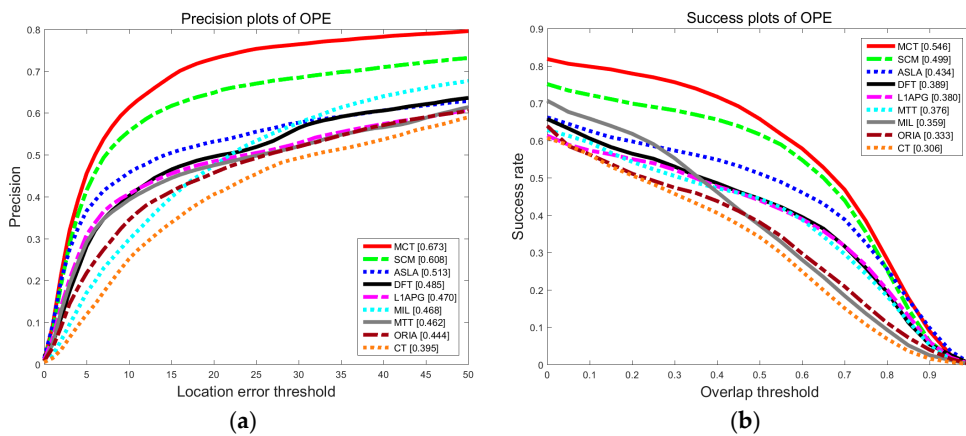 Precision plots of OPE
0.8
0.7
0.6
0.5
0.4
0.3
0.2
0.1
0
Precision
0 5 10 15 20 25 30 35 40 45 50
Location error threshold
MCT [0.673]
SCM [0.608]
ASLA [0.513]
DFT [0.485]
L1APG [0.470]
MIL [0.468]
MTT [0.462]
ORIA [0.444]
CT [0.395]
(a)
Success plots of OPE
0.9
0.8
0.7
0.6
0.5
0.4
0.3
0.2
0.1
0
Success rate
0 0.1 0.2 0.3 0.4 0.5 0.6 0.7 0.8 0.9
Overlap threshold
MCT [0.546]
SCM [0.499]
ASLA [0.434]
DFT [0.389]
L1APG [0.380]
MTT [0.376]
MIL [0.359]
ORIA [0.333]
CT [0.306]
(b)